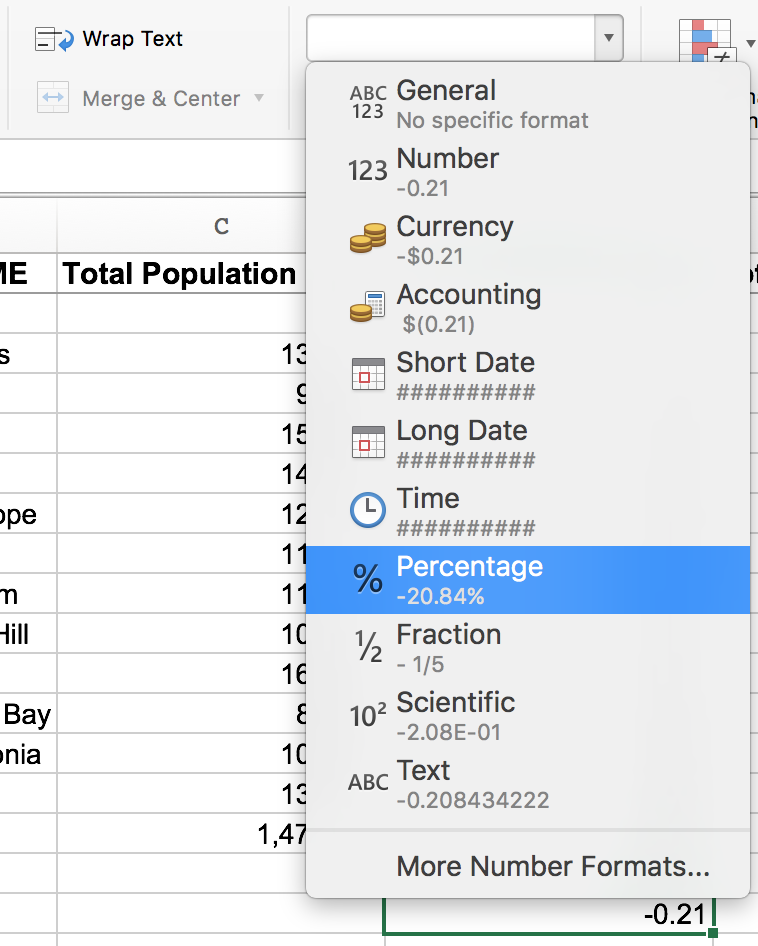 Wrap Text
Merge & Center
ABC
123
General
No specific format
123
Number
-0.21
Currency
-$0.21
Accounting
$(0.21)
Short Date
##########
Long Date
##########
Time
##########
%
Percentage
-20.84%
½
Fraction
- 1/5
10²
Scientific
-2.08E-01
ABC
Text
-0.208434222
More Number Formats...
C
ME
Total Population
s
13
9
15
14
ope
12
11
m
11
Hill
10
16
Bay
8
onia
10
13
1,47
-0.21